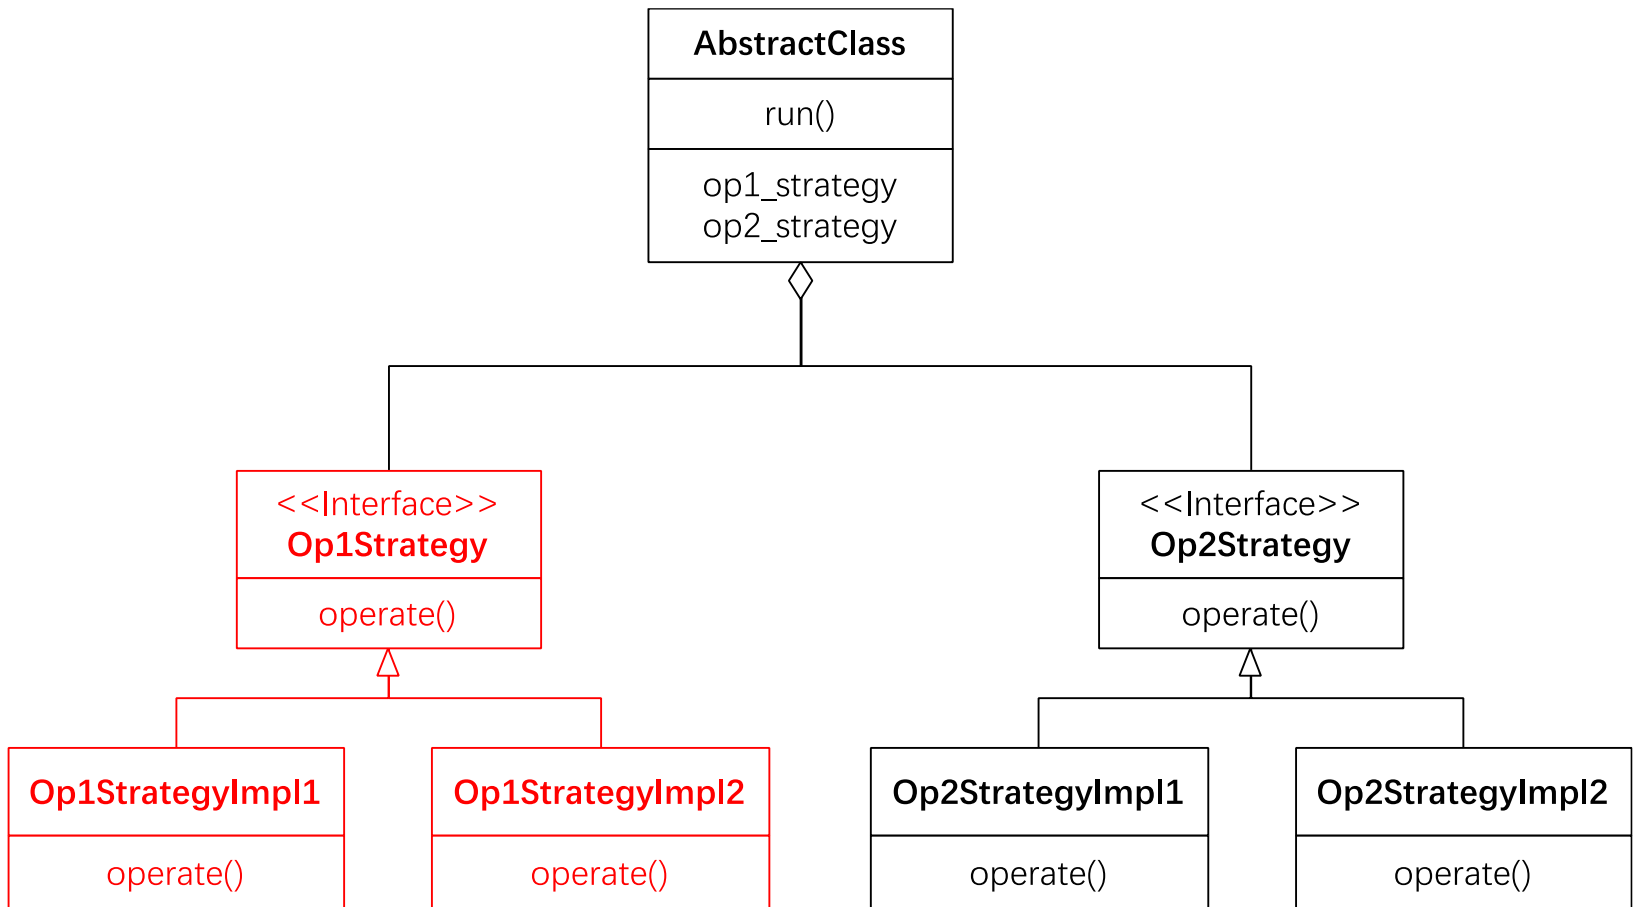 AbstractClass
run()
op1_strategy
op2_strategy
<<Interface>>
Op1Strategy
operate()
<<Interface>>
Op2Strategy
operate()
Op1StrategyImpl1
operate()
Op1StrategyImpl2
operate()
Op2StrategyImpl1
operate()
Op2StrategyImpl2
operate()